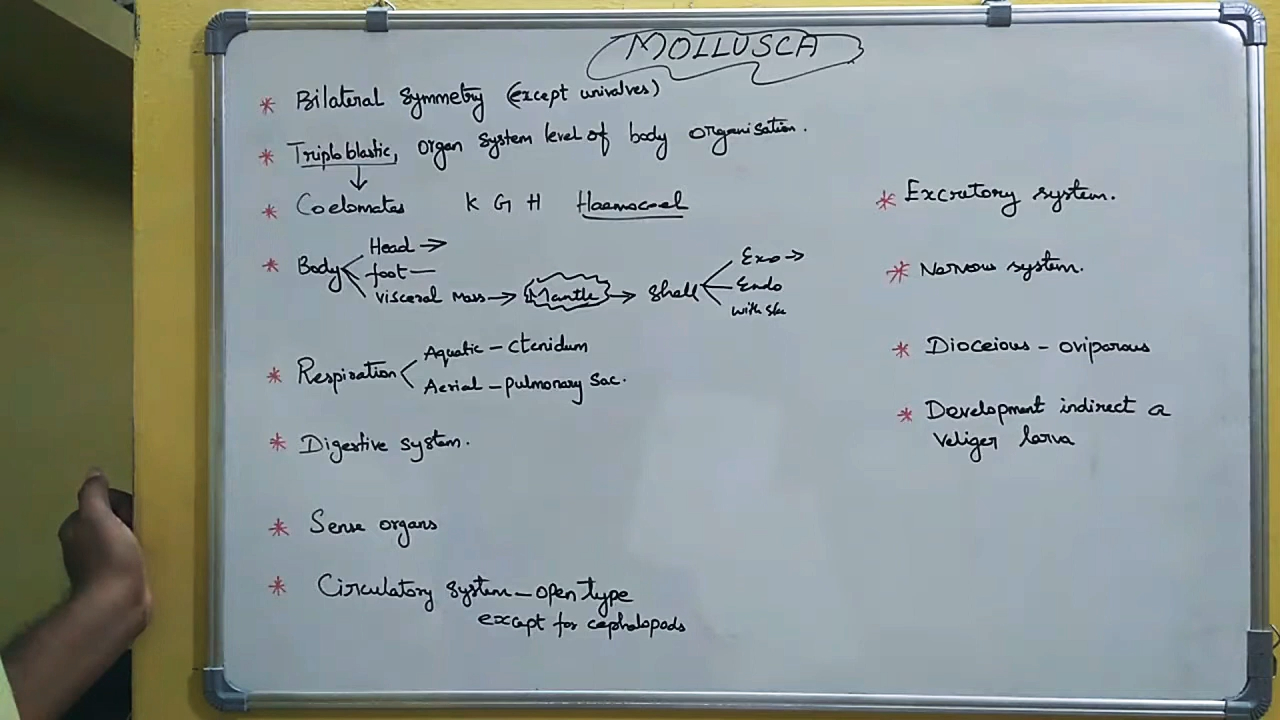 MOLLUSCA
* Bilateral Symmetry (except univalves)
* Triploblastic, organ system level of body organisation.
* Coelomates K G H Haemocoel
* Body Head →
foot —
visceral mass → Mantle → Shell Exo →
Endo
with
* Respiration Aquatic - ctenidum
Aerial - pulmonary sac.
* Digestive system.
* Sense organs
* Circulatory system - open type
except for cephalopods
* Excretory system.
* Nervous system.
* Dioceious - oviparous
* Development indirect a
veliger larva